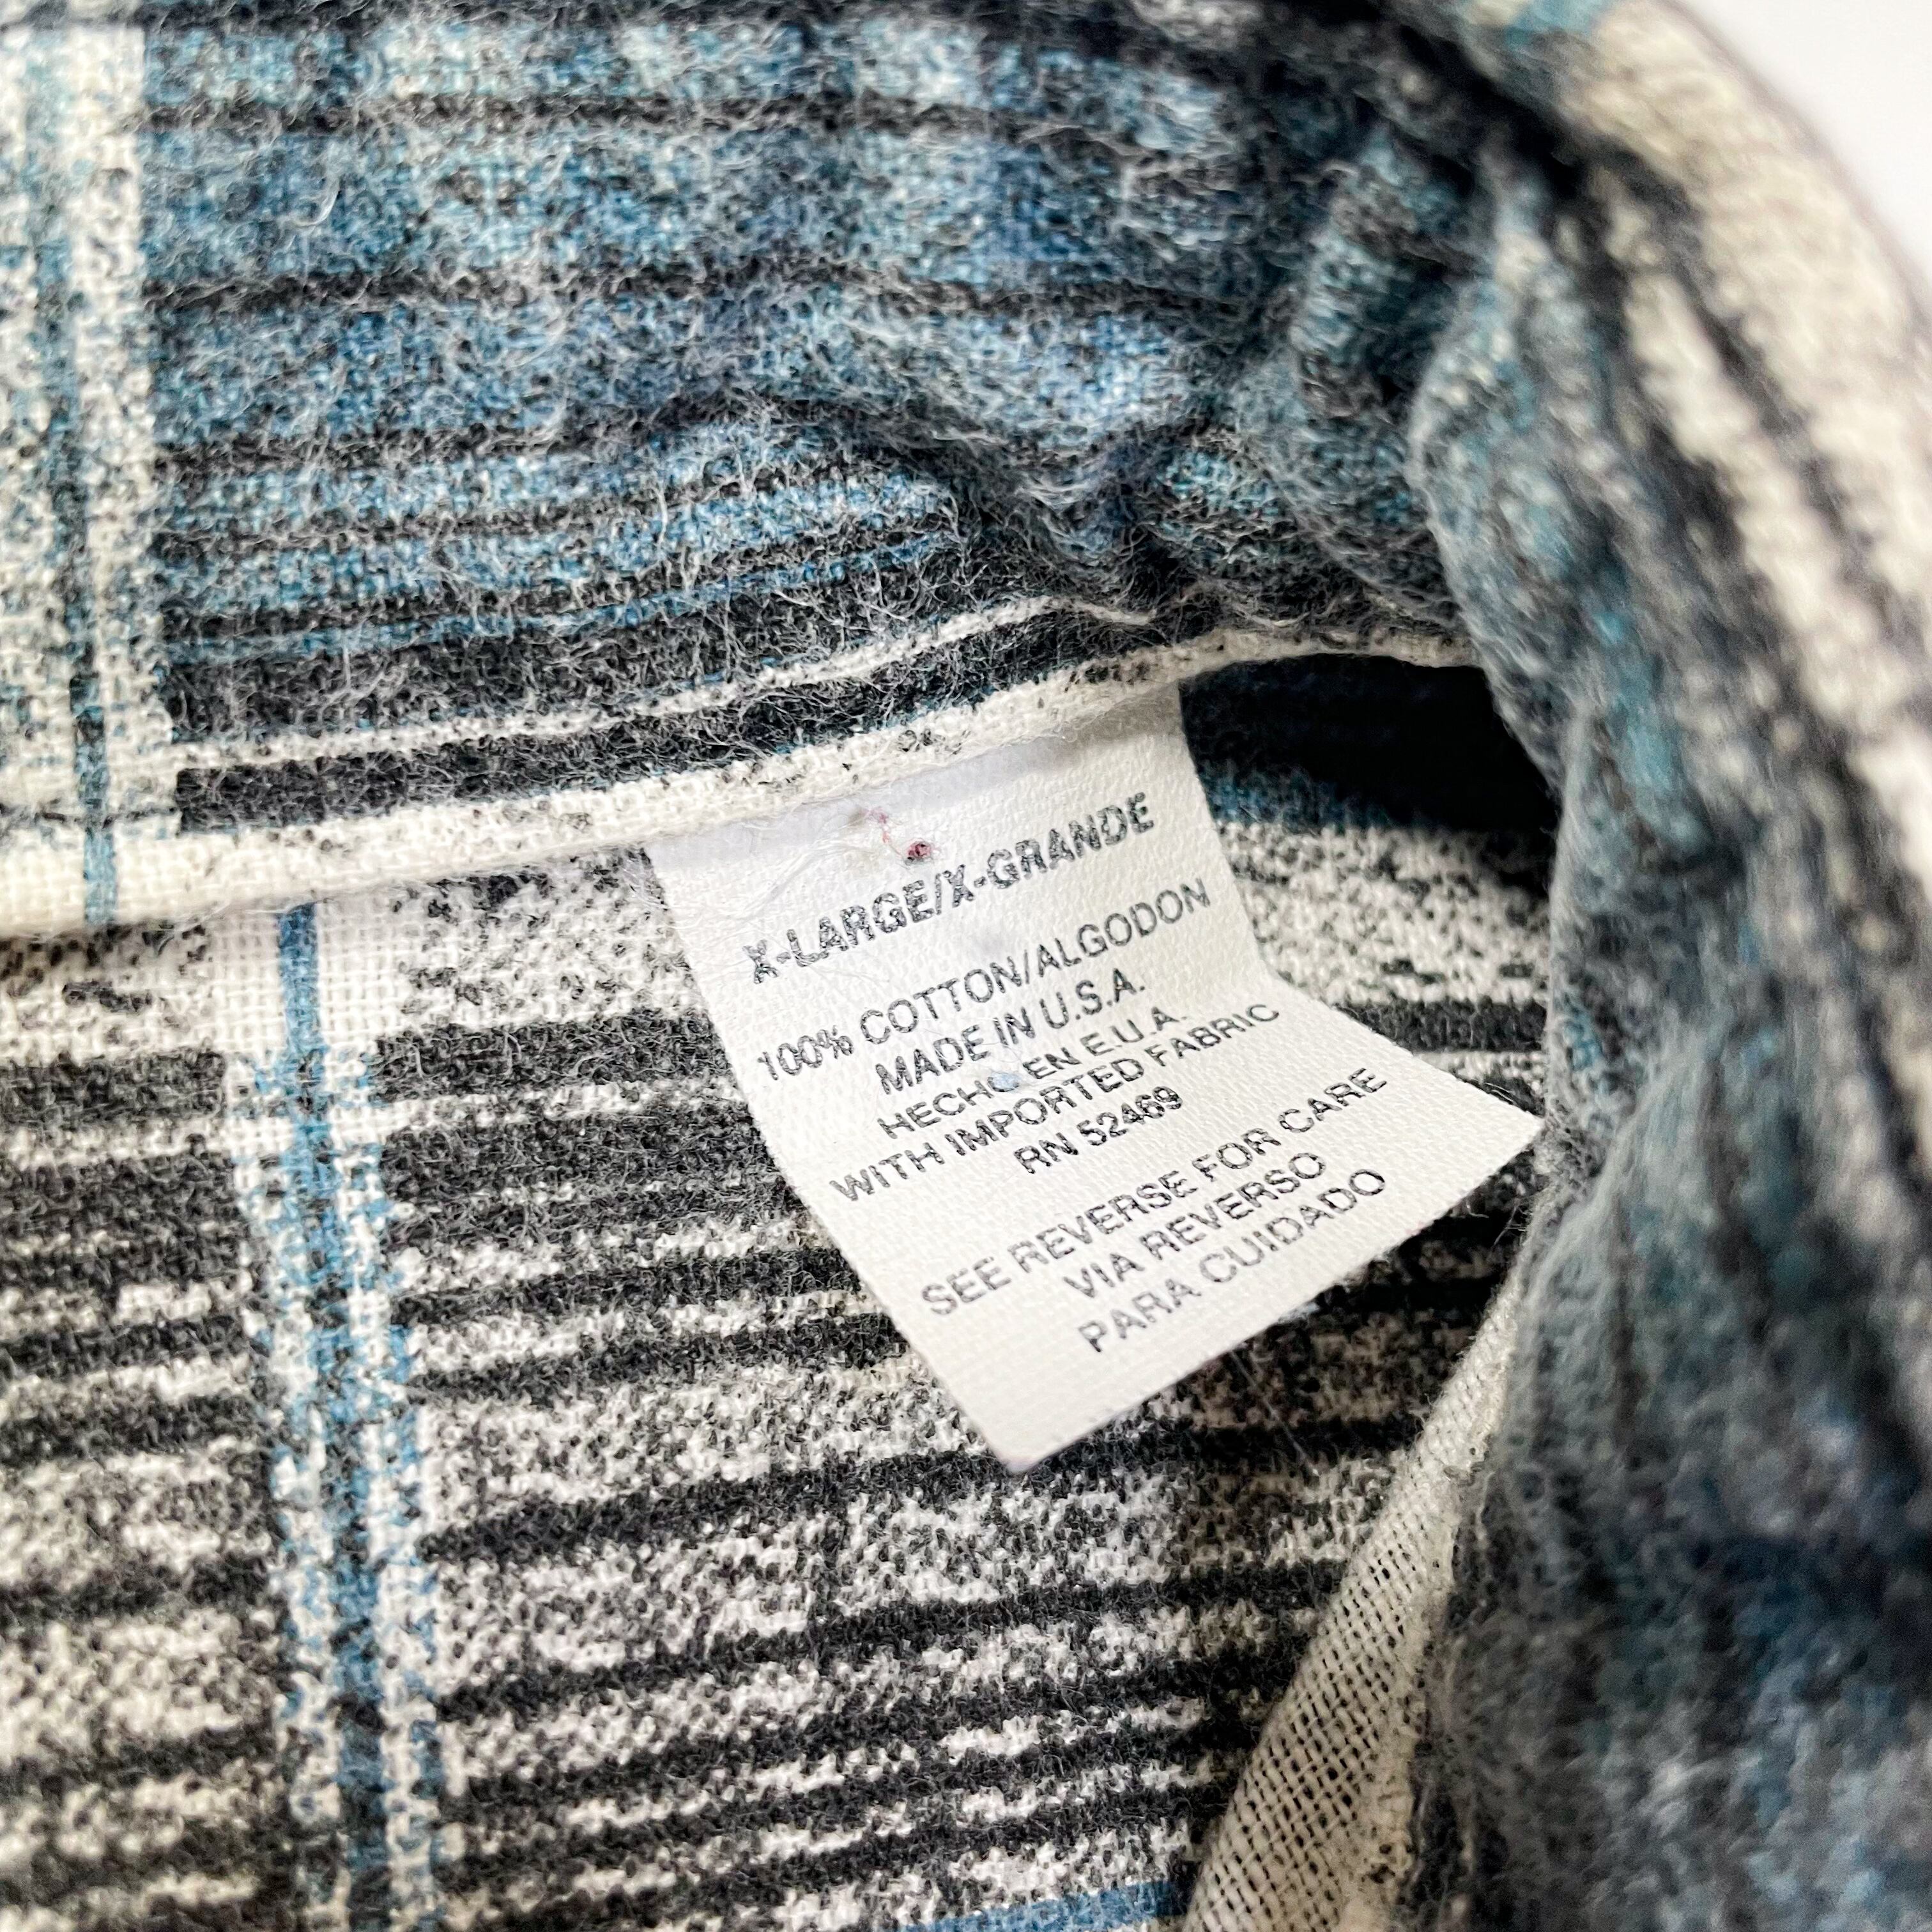 X-LARGE/X-GRANDE
100% COTTON/ALGODON
MADE IN U.S.A.
HECHO EN E.U.A.
WITH IMPORTED FABRIC
RN 52469
SEE REVERSE FOR CARE
VIA REVERSO
PARA CUIDADO